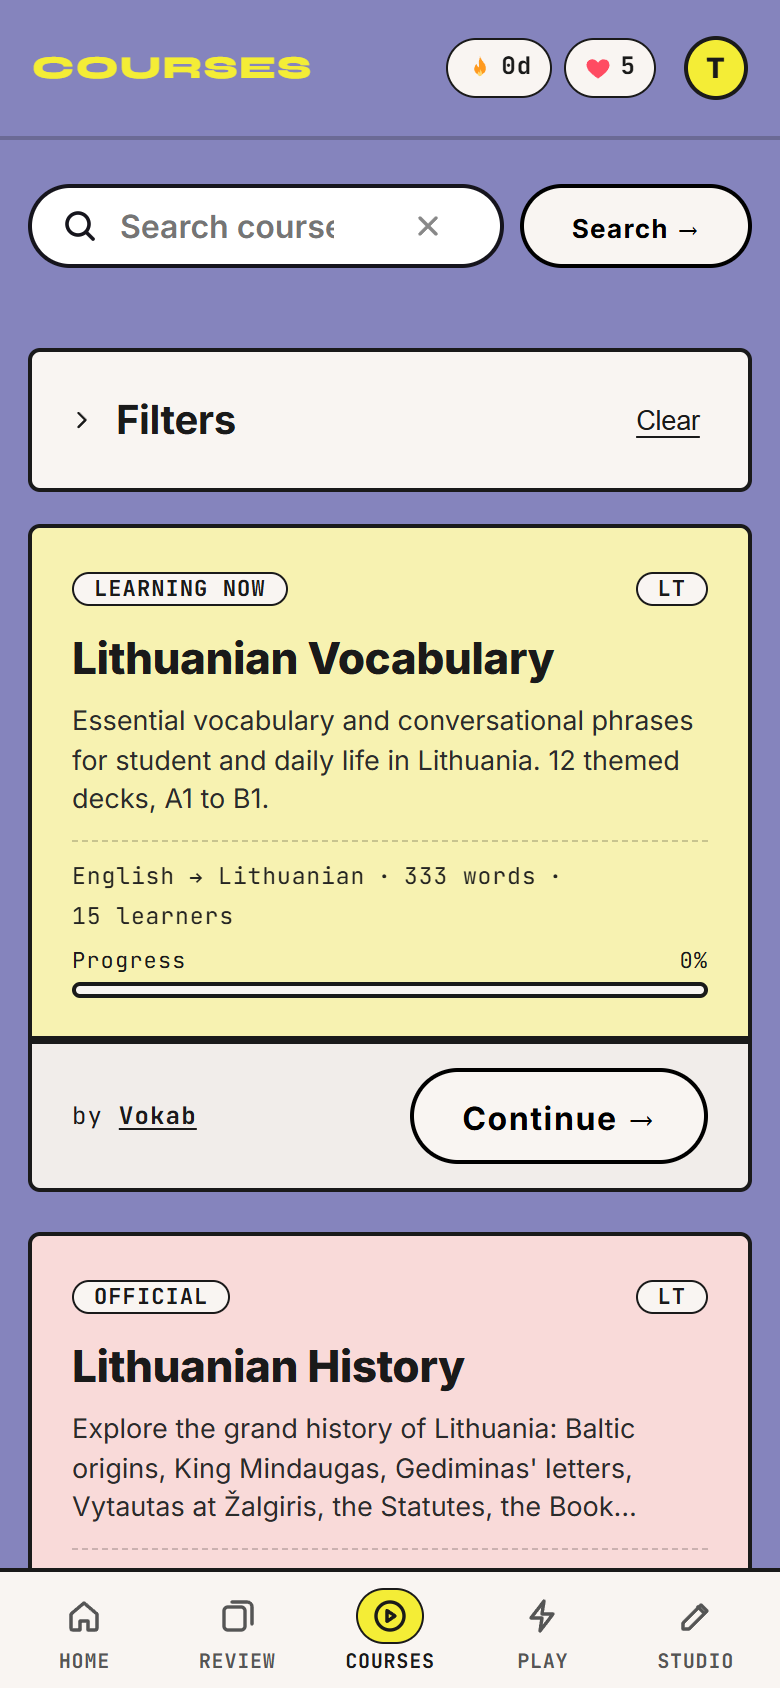 COURSES
0d
5
T
Search course
Search →
Filters
Clear
LEARNING NOW
LT
Lithuanian Vocabulary
Essential vocabulary and conversational phrases
for student and daily life in Lithuania. 12 themed
decks, A1 to B1.
English → Lithuanian · 333 words ·
15 learners
Progress
0%
by Vokab
Continue →
OFFICIAL
LT
Lithuanian History
Explore the grand history of Lithuania: Baltic
origins, King Mindaugas, Gediminas' letters,
Vytautas at Žalgiris, the Statutes, the Book...
HOME
REVIEW
COURSES
PLAY
STUDIO